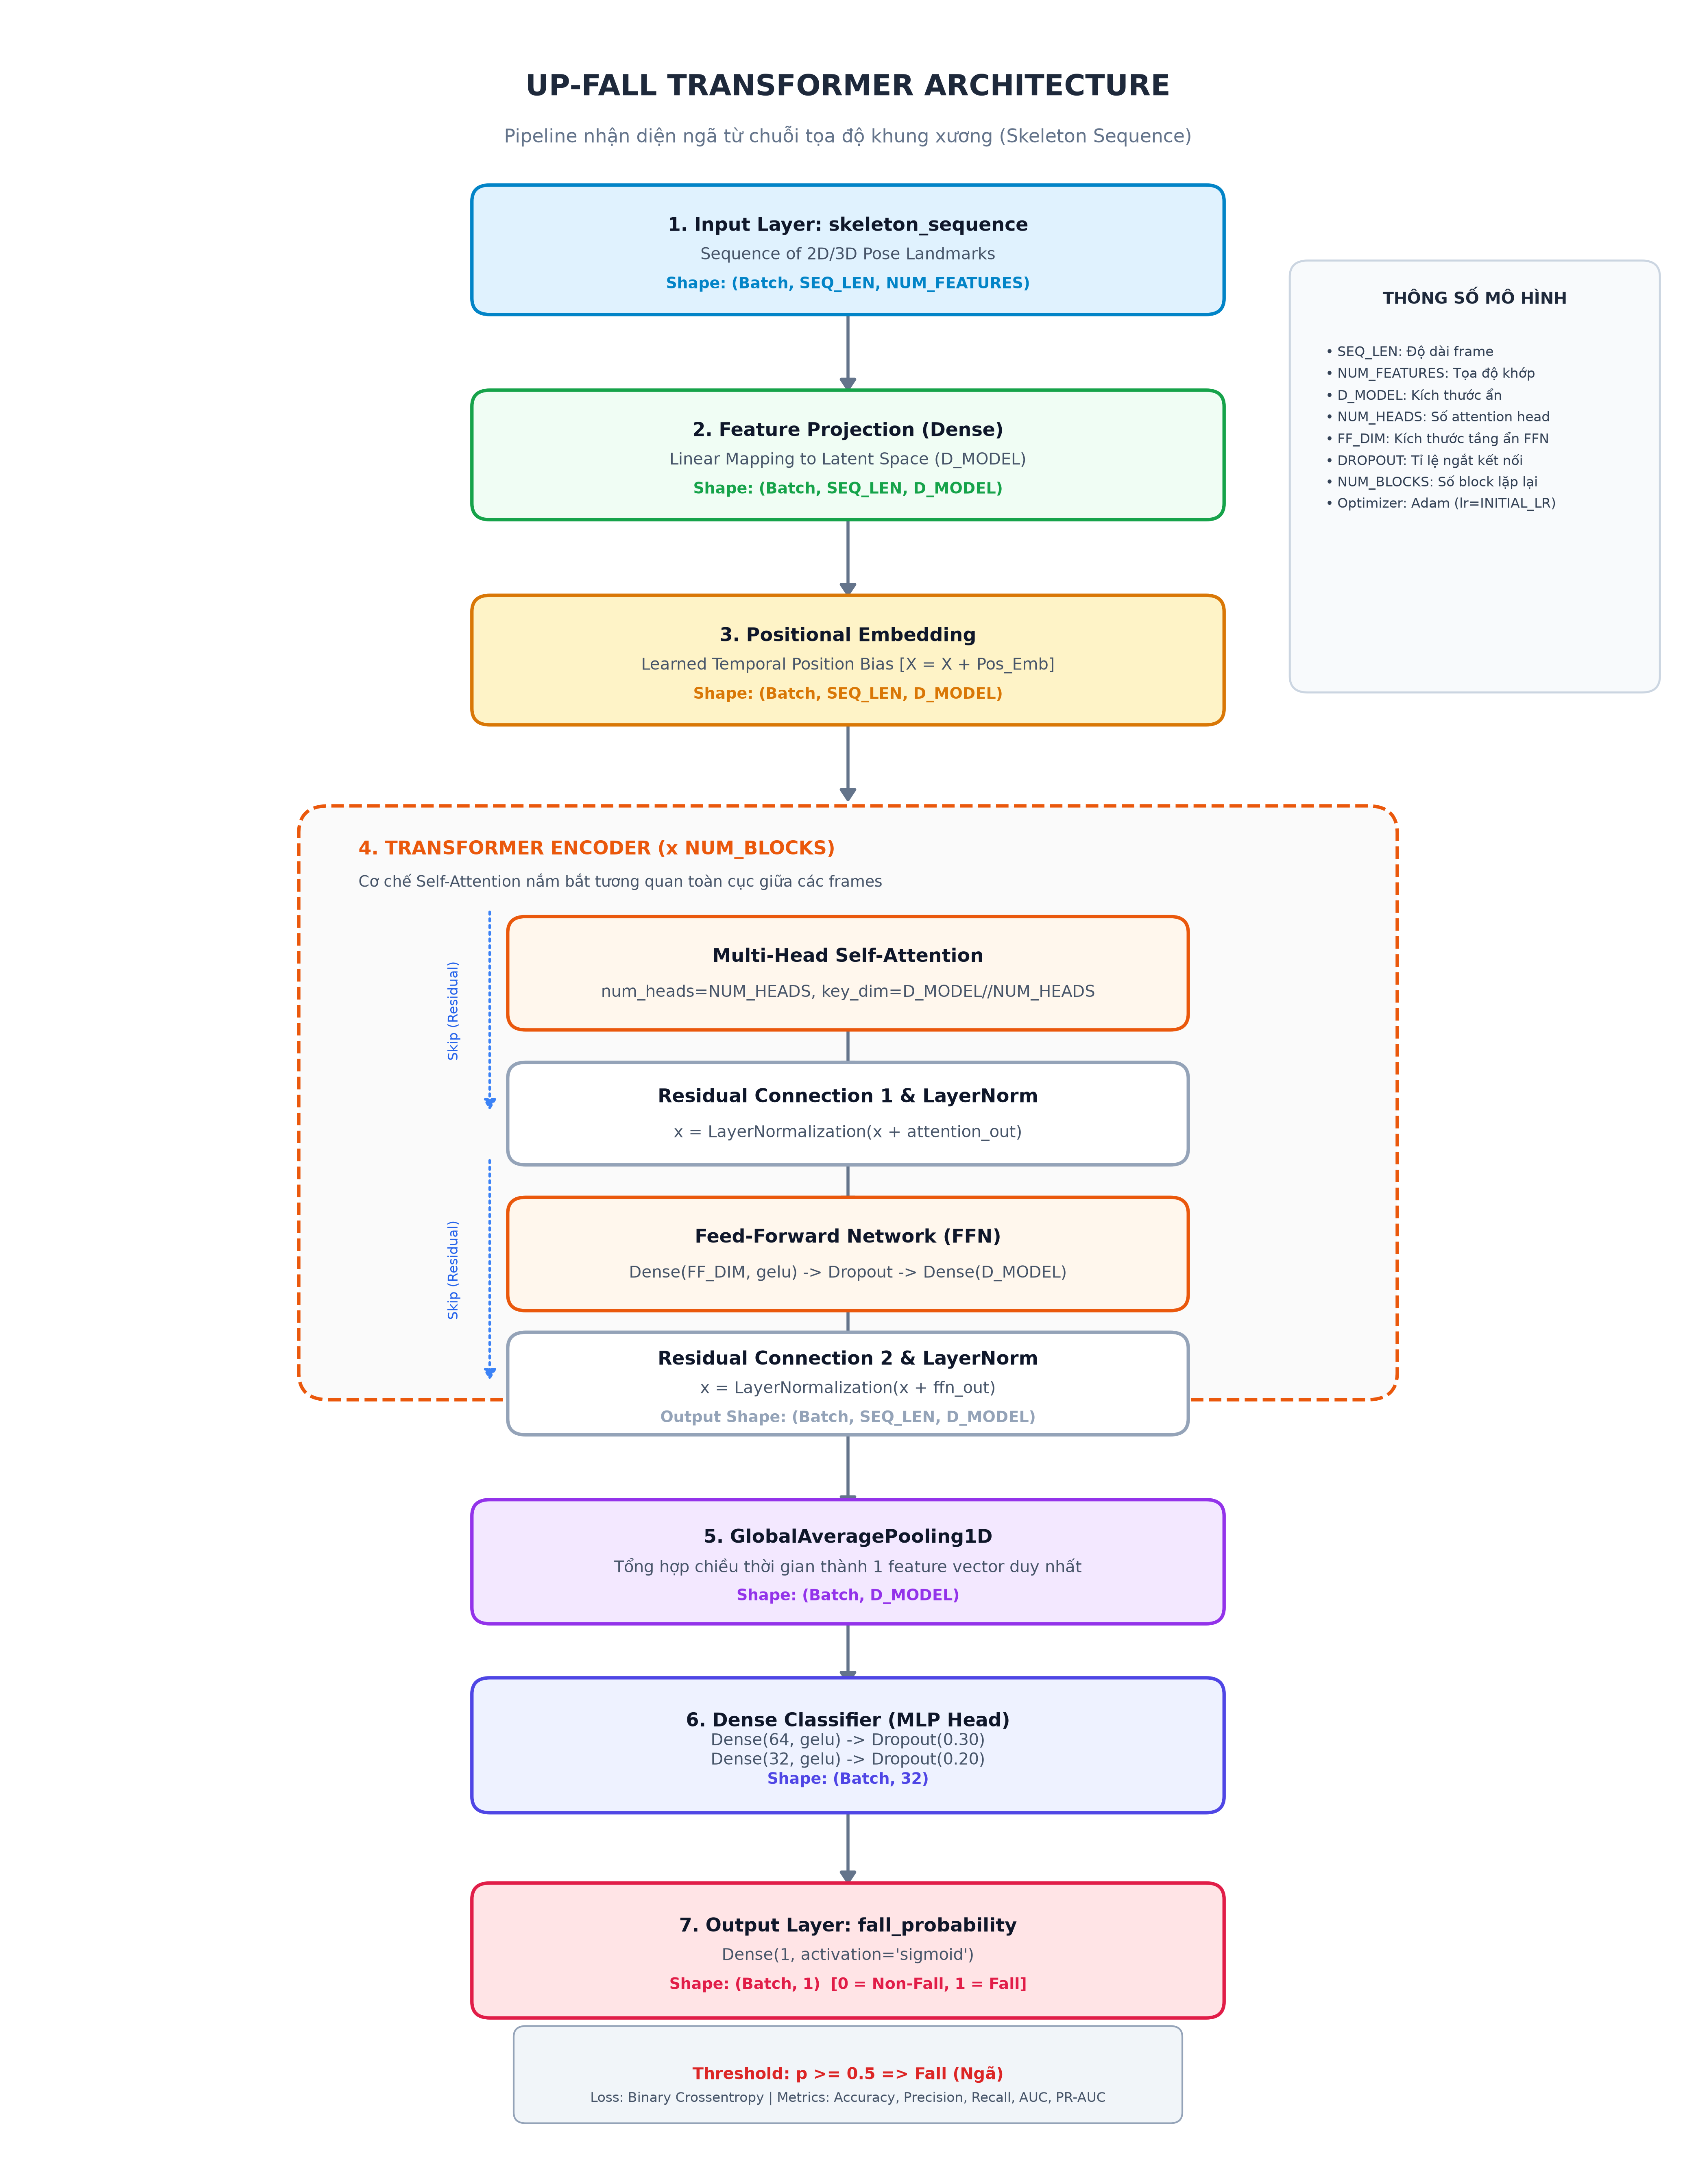 UP-FALL TRANSFORMER ARCHITECTURE
Pipeline nhận diện ngã từ chuỗi tọa độ khung xương (Skeleton Sequence)
1. Input Layer: skeleton_sequence
Sequence of 2D/3D Pose Landmarks
Shape: (Batch, SEQ_LEN, NUM_FEATURES)
THÔNG SỐ MÔ HÌNH
• SEQ_LEN: Độ dài frame
• NUM_FEATURES: Tọa độ khớp
• D_MODEL: Kích thước ẩn
• NUM_HEADS: Số attention head
• FF_DIM: Kích thước tầng ẩn FFN
• DROPOUT: Tỉ lệ ngắt kết nối
• NUM_BLOCKS: Số block lặp lại
• Optimizer: Adam (lr=INITIAL_LR)
2. Feature Projection (Dense)
Linear Mapping to Latent Space (D_MODEL)
Shape: (Batch, SEQ_LEN, D_MODEL)
3. Positional Embedding
Learned Temporal Position Bias [X = X + Pos_Emb]
Shape: (Batch, SEQ_LEN, D_MODEL)
4. TRANSFORMER ENCODER (x NUM_BLOCKS)
Cơ chế Self-Attention nắm bắt tương quan toàn cục giữa các frames
Multi-Head Self-Attention
num_heads=NUM_HEADS, key_dim=D_MODEL//NUM_HEADS
Skip (Residual)
Residual Connection 1 & LayerNorm
x = LayerNormalization(x + attention_out)
Feed-Forward Network (FFN)
Dense(FF_DIM, gelu) -> Dropout -> Dense(D_MODEL)
Skip (Residual)
Residual Connection 2 & LayerNorm
x = LayerNormalization(x + ffn_out)
Output Shape: (Batch, SEQ_LEN, D_MODEL)
5. GlobalAveragePooling1D
Tổng hợp chiều thời gian thành 1 feature vector duy nhất
Shape: (Batch, D_MODEL)
6. Dense Classifier (MLP Head)
Dense(64, gelu) -> Dropout(0.30)
Dense(32, gelu) -> Dropout(0.20)
Shape: (Batch, 32)
7. Output Layer: fall_probability
Dense(1, activation='sigmoid')
Shape: (Batch, 1)  [0 = Non-Fall, 1 = Fall]
Threshold: p >= 0.5 => Fall (Ngã)
Loss: Binary Crossentropy | Metrics: Accuracy, Precision, Recall, AUC, PR-AUC